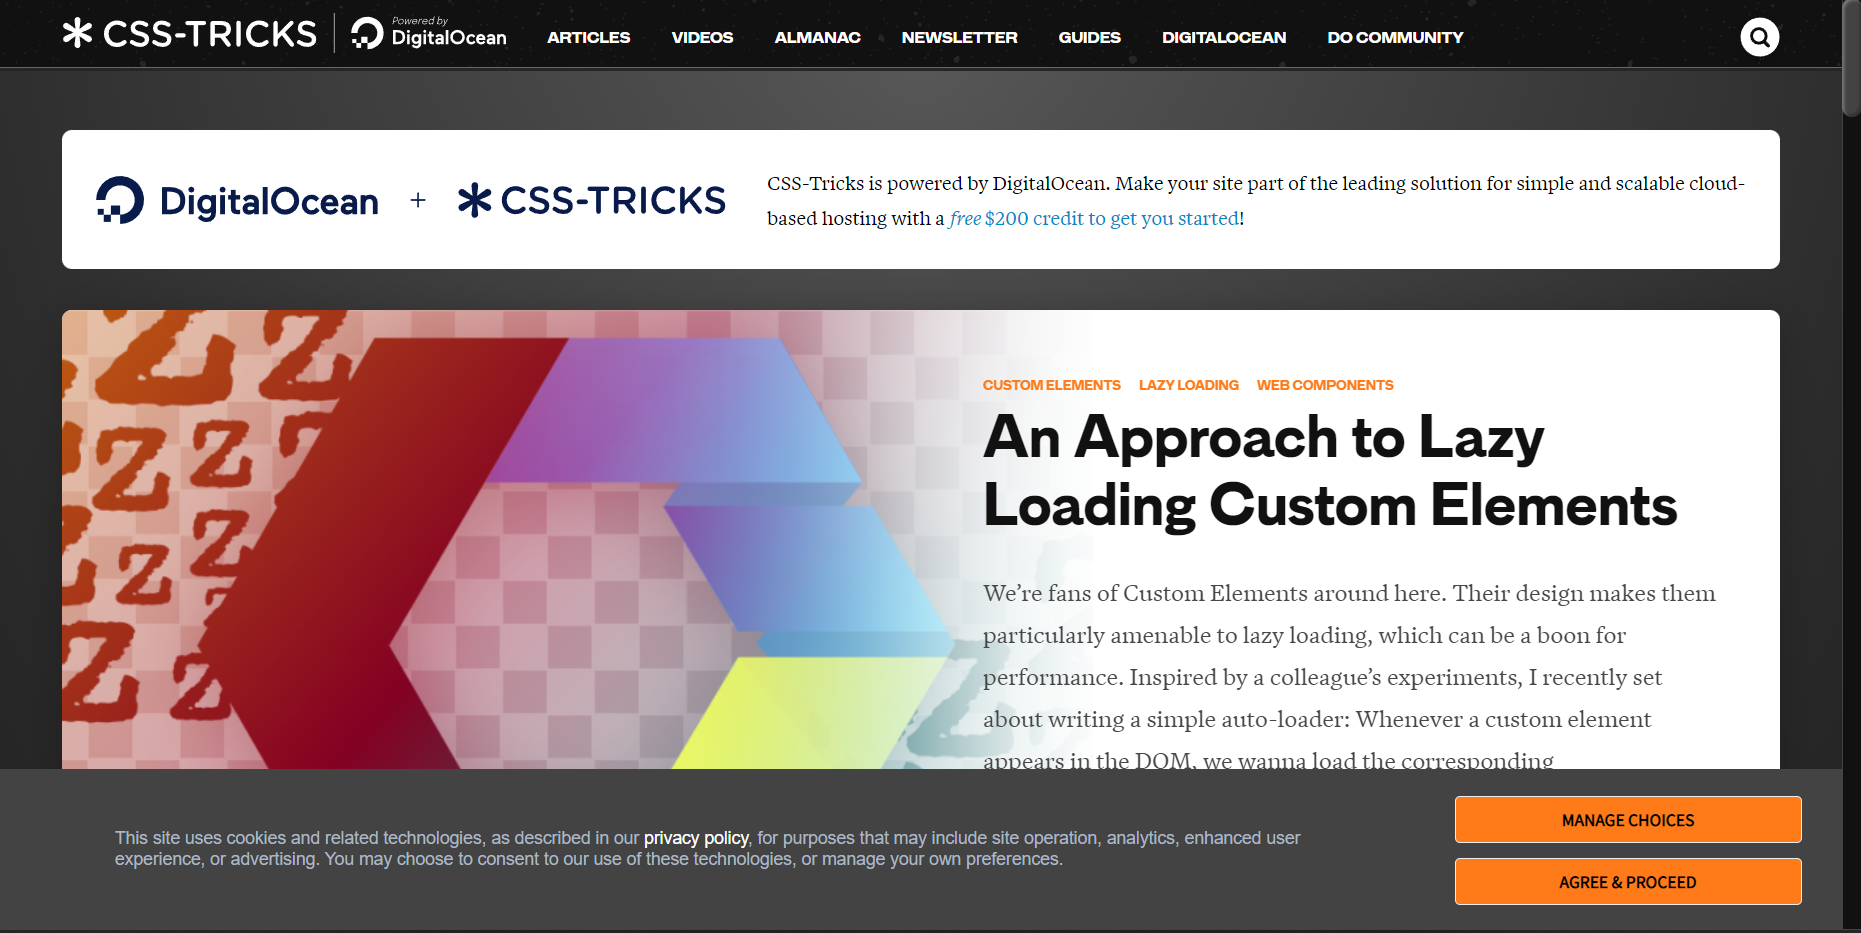 CSS-TRICKS
Powered by
DigitalOcean
ARTICLES
VIDEOS
ALMANAC
NEWSLETTER
GUIDES
DIGITALOCEAN
DO COMMUNITY
DigitalOcean + CSS-TRICKS
CSS-Tricks is powered by DigitalOcean. Make your site part of the leading solution for simple and scalable cloud-
based hosting with a free $200 credit to get you started!
CUSTOM ELEMENTS LAZY LOADING WEB COMPONENTS
An Approach to Lazy
Loading Custom Elements
We’re fans of Custom Elements around here. Their design makes them
particularly amenable to lazy loading, which can be a boon for
performance. Inspired by a colleague’s experiments, I recently set
about writing a simple auto-loader: Whenever a custom element
appears in the DOM, we wanna load the corresponding
This site uses cookies and related technologies, as described in our privacy policy, for purposes that may include site operation, analytics, enhanced user
experience, or advertising. You may choose to consent to our use of these technologies, or manage your own preferences.
MANAGE CHOICES
AGREE & PROCEED